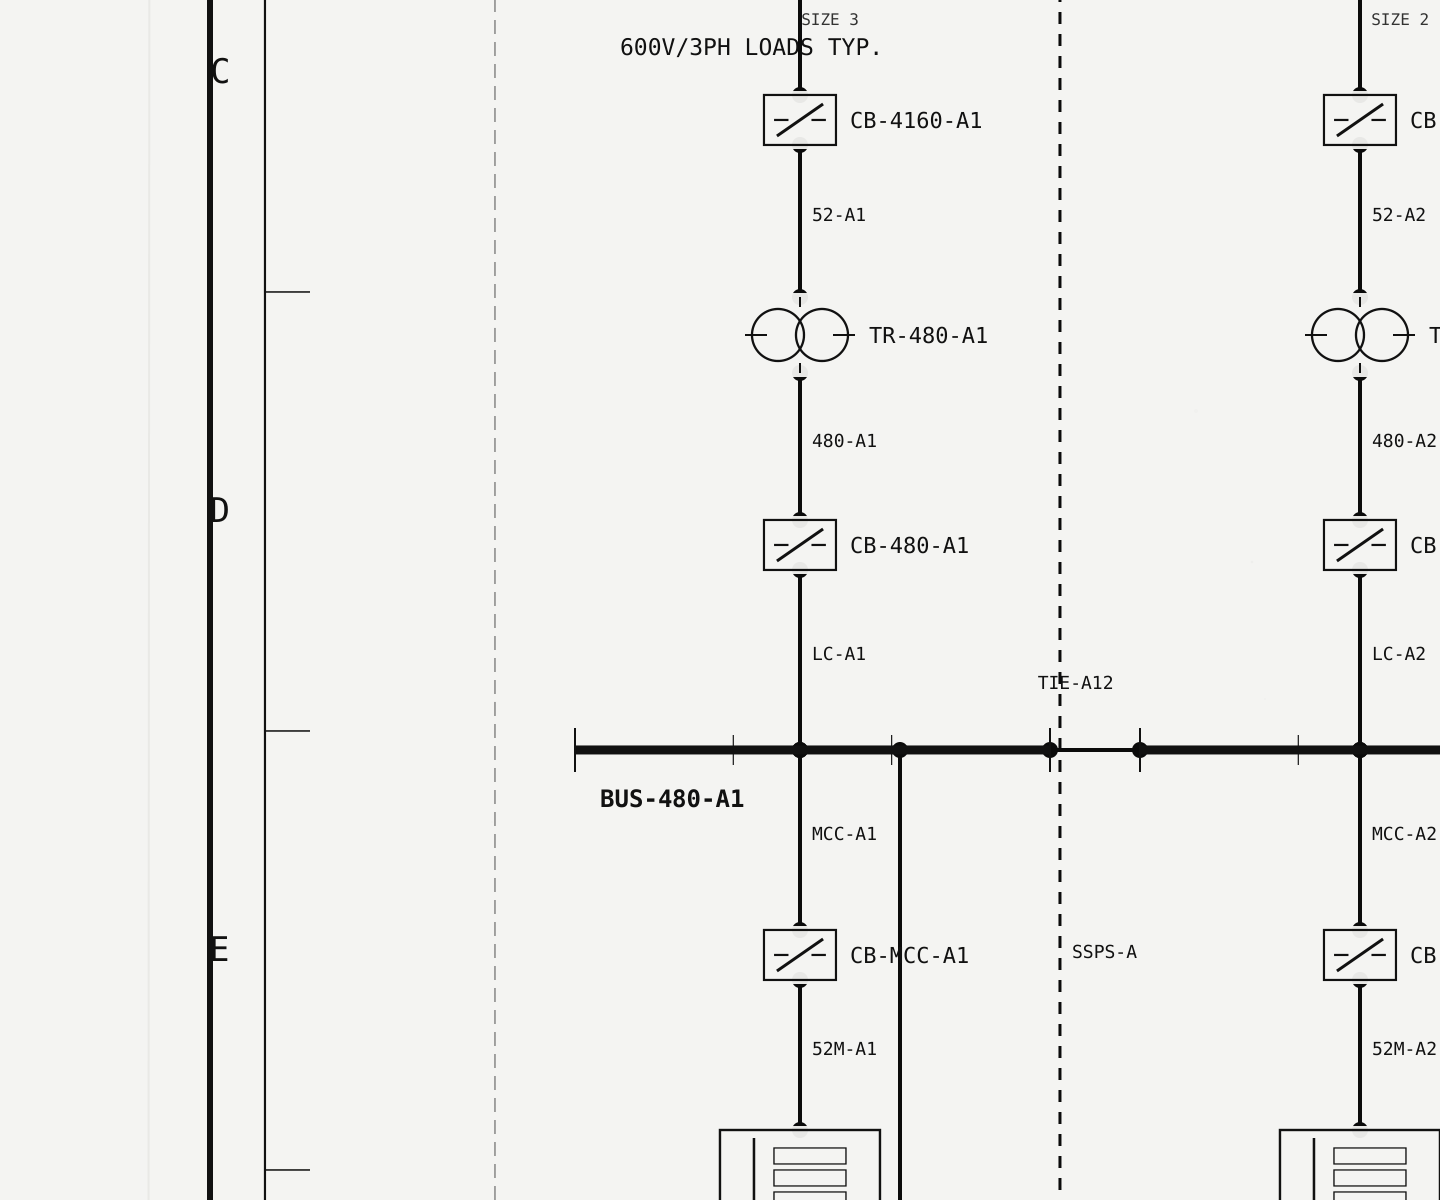 SIZE 3
SIZE 2
600V/3PH LOADS TYP.
C
CB-4160-A1
CB
52-A1
52-A2
TR-480-A1
T
480-A1
480-A2
D
CB-480-A1
CB
LC-A1
LC-A2
TIE-A12
BUS-480-A1
MCC-A1
MCC-A2
E
CB-MCC-A1
SSPS-A
CB
52M-A1
52M-A2